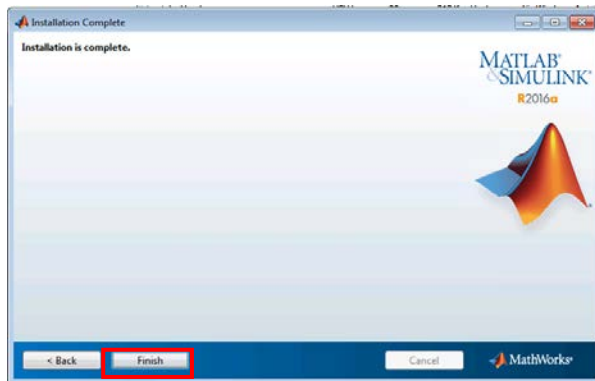 Installation Complete
Installation is complete.
MATLAB®
&SIMULINK®
R2016a
< Back
Finish
Cancel
MathWorks®